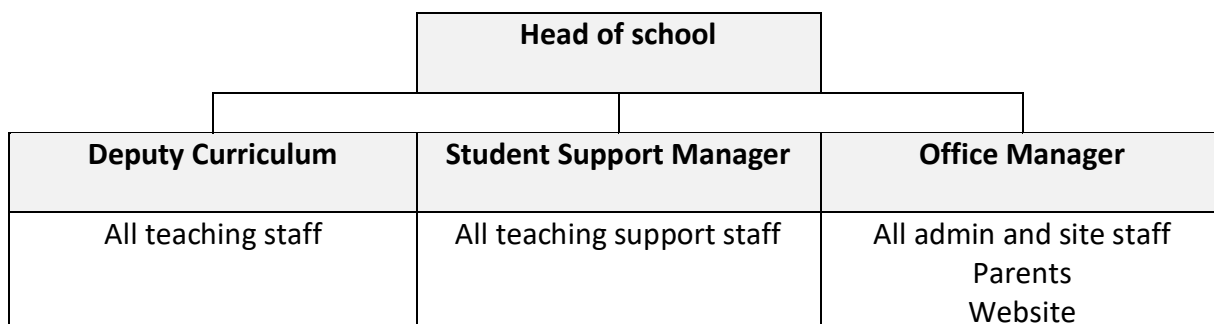 Head of school
Deputy Curriculum
Student Support Manager
Office Manager
All teaching staff
All teaching support staff
All admin and site staff
Parents
Website